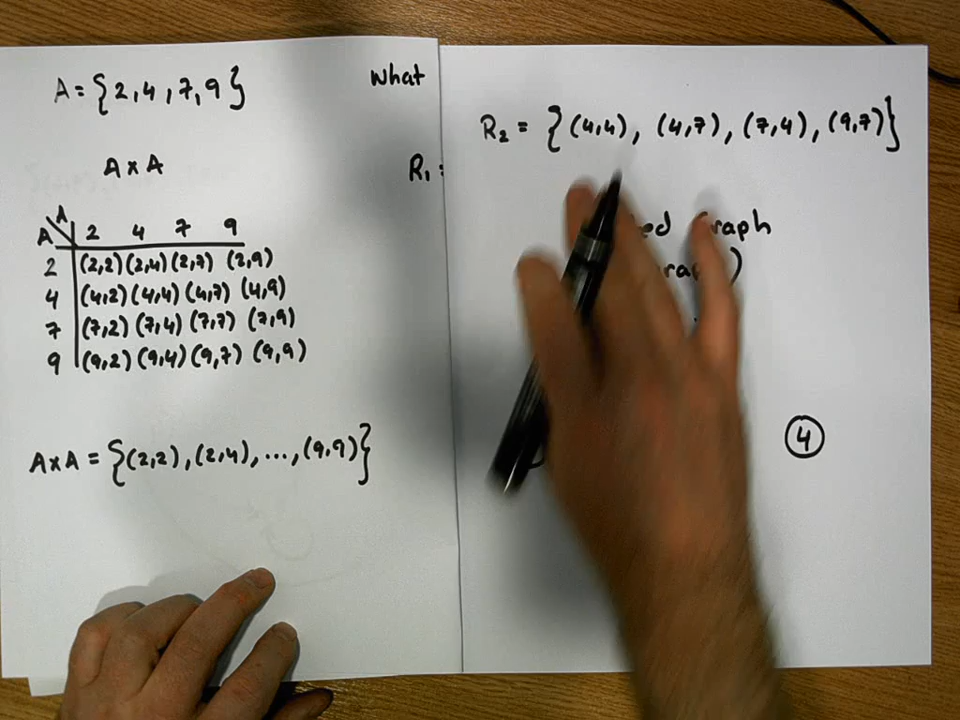 A = {2,4,7,9}
A x A
A
A 2 4 7 9
2 (2,2) (2,4) (2,7) (2,9)
4 (4,2) (4,4) (4,7) (4,9)
7 (7,2) (7,4) (7,7) (7,9)
9 (9,2) (9,4) (9,7) (9,9)
A x A = {(2,2), (2,4), ..., (9,9)}
What
R₁ =
R₂ = {(4,4), (4,7), (7,4), (9,7)}
Graph
4